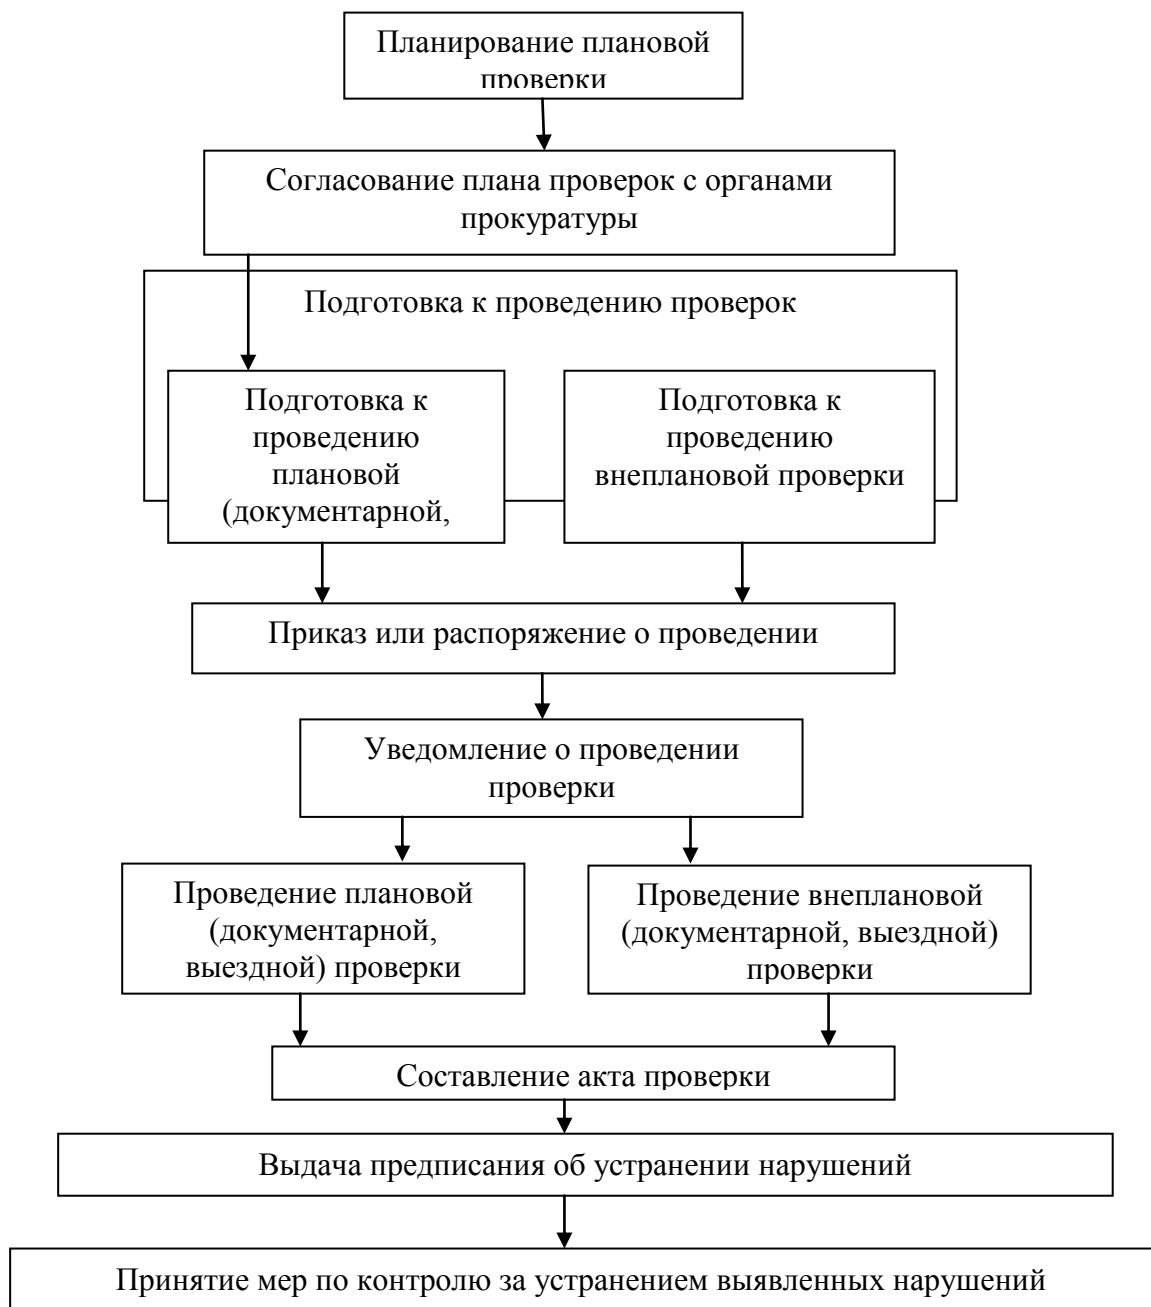 Планирование плановой
проверки
Согласование плана проверок с органами
прокуратуры
Подготовка к проведению проверок
Подготовка к
проведению
плановой
(документарной,
Подготовка к
проведению
внеплановой проверки
Приказ или распоряжение о проведении
Уведомление о проведении
проверки
Проведение плановой
(документарной,
выездной) проверки
Проведение внеплановой
(документарной, выездной)
проверки
Составление акта проверки
Выдача предписания об устранении нарушений
Принятие мер по контролю за устранением выявленных нарушений